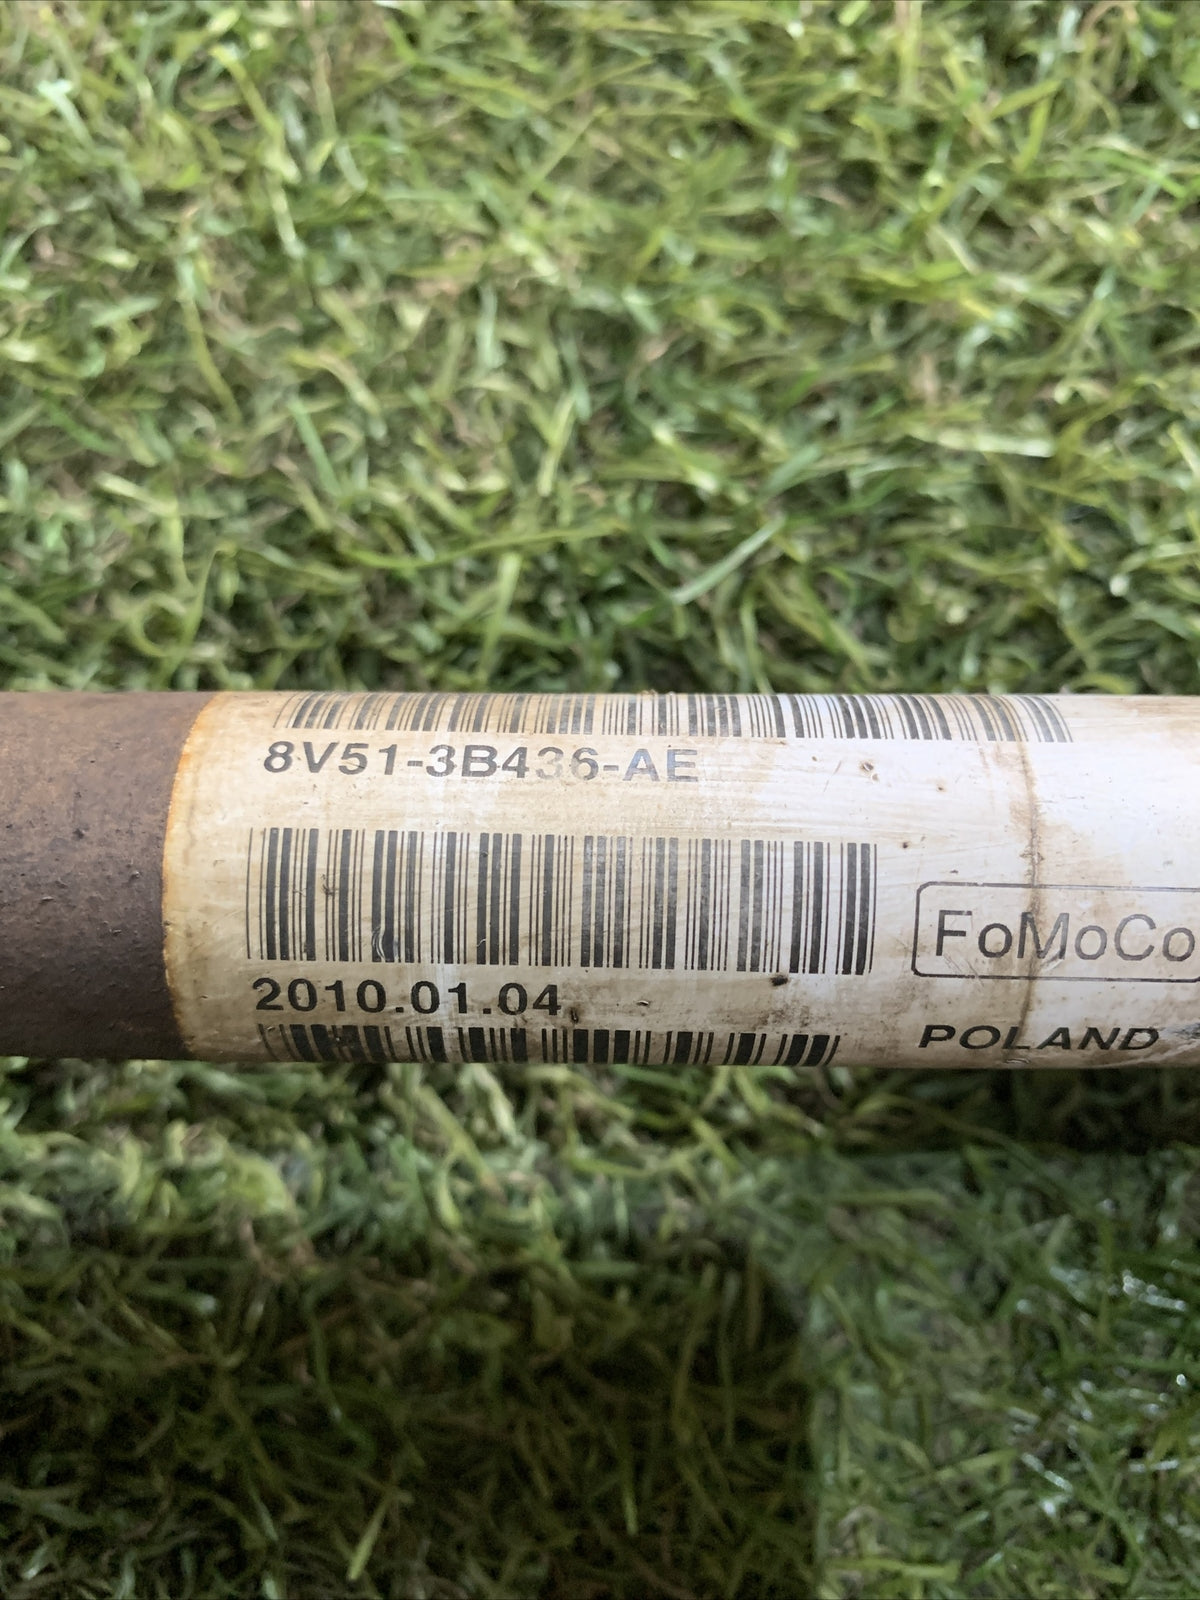 8V51-3B436-AE
2010.01.04
FoMoCo
POLAND